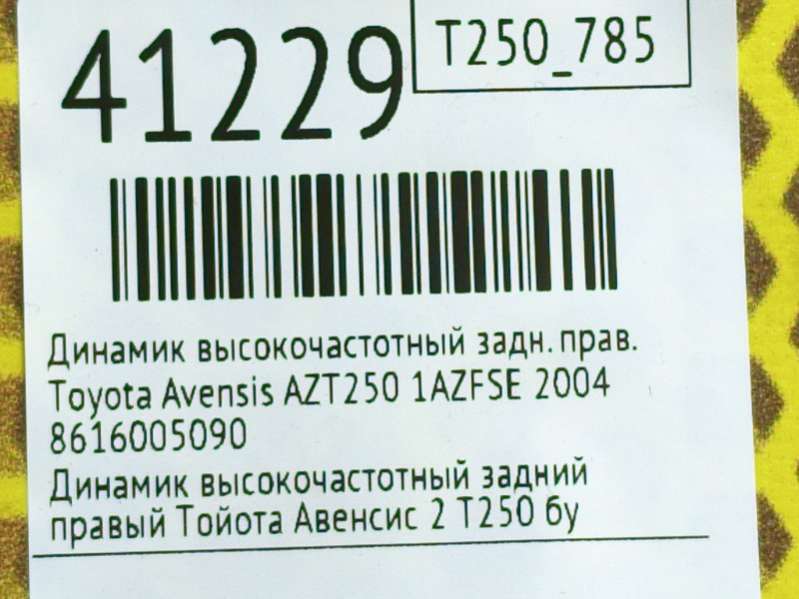 41229
T250_785
Динамик высокочастотный задн. прав.
Toyota Avensis AZT250 1AZFSE 2004
8616005090
Динамик высокочастотный задний
правый Тойота Авенсис 2 Т250 бу